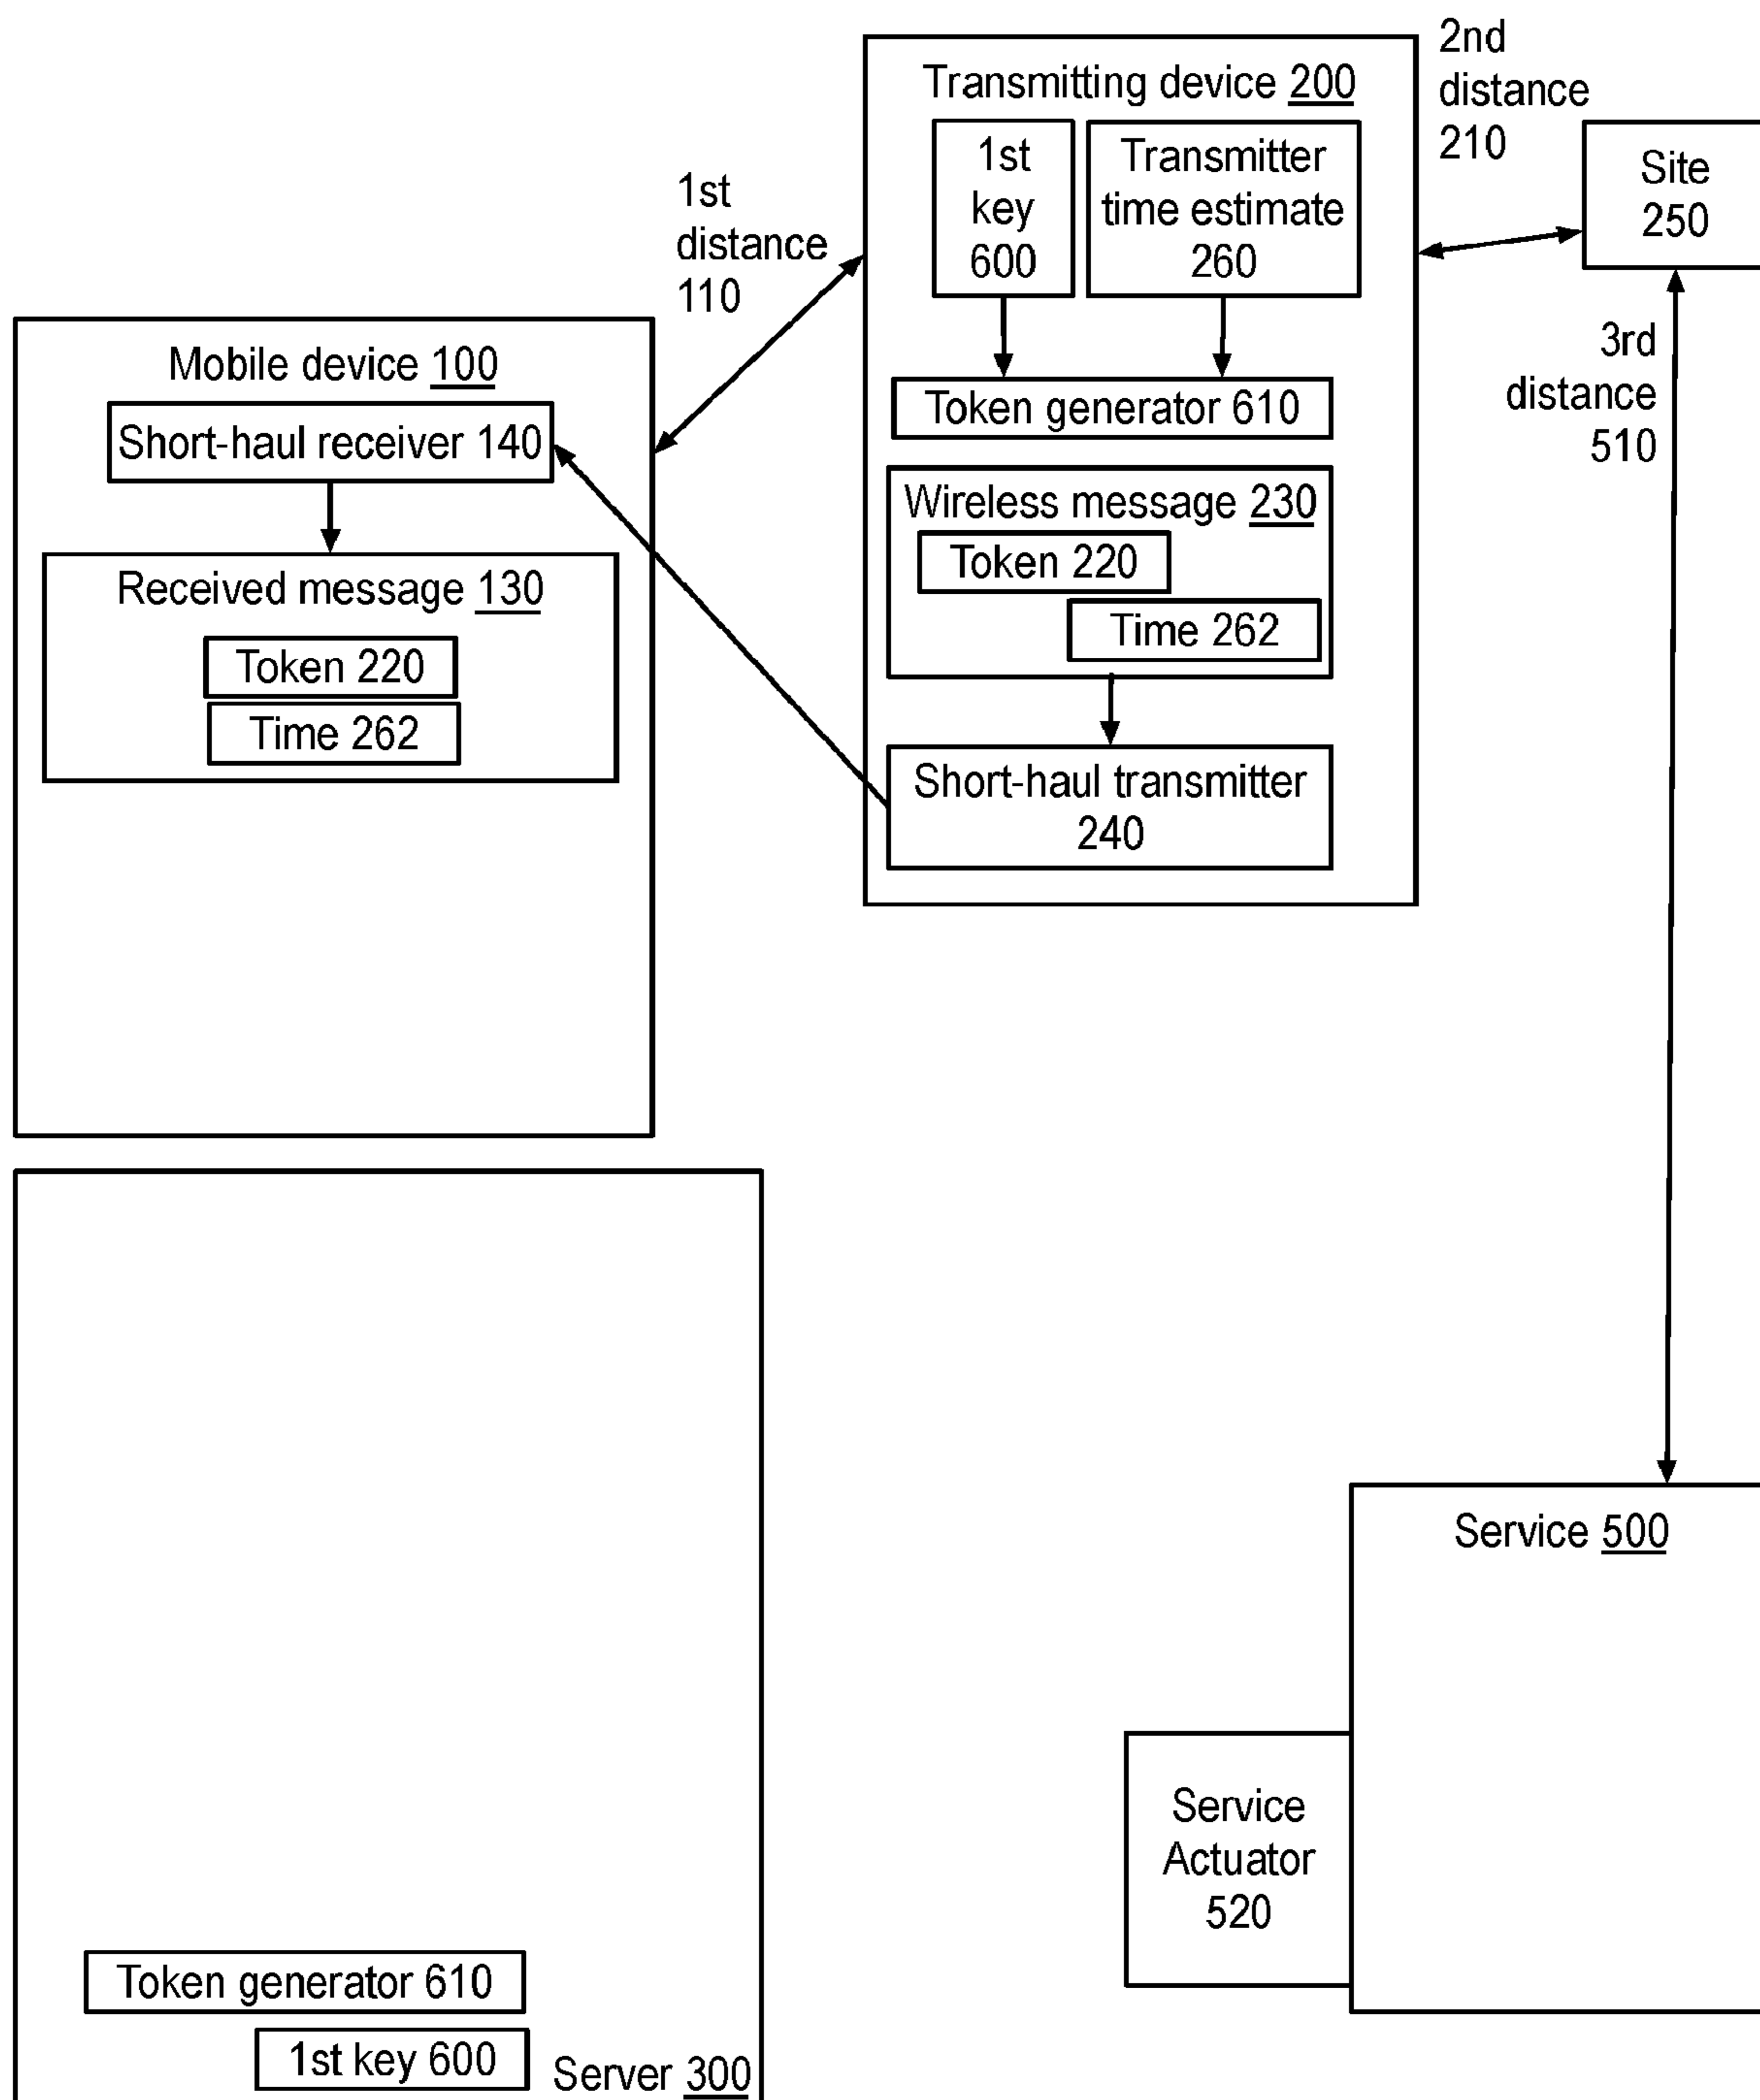 2nd
distance
210
Transmitting device 200
1st
key
600
Transmitter
time estimate
260
Site
250
1st
distance
110
3rd
distance
510
Mobile device 100
Short-haul receiver 140
Token generator 610
Wireless message 230
Token 220
Time 262
Received message 130
Token 220
Time 262
Short-haul transmitter
240
Service 500
Service
Actuator
520
Token generator 610
1st key 600
Server 300